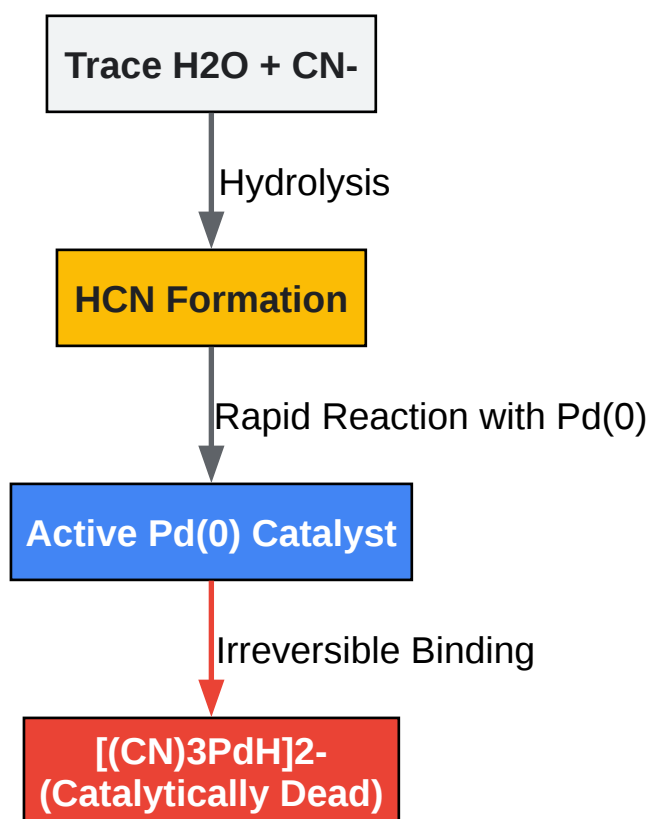 Trace H2O + CN-
Hydrolysis
HCN Formation
Rapid Reaction with Pd(0)
Active Pd(0) Catalyst
Irreversible Binding
[(CN)3PdH]2-
(Catalytically Dead)